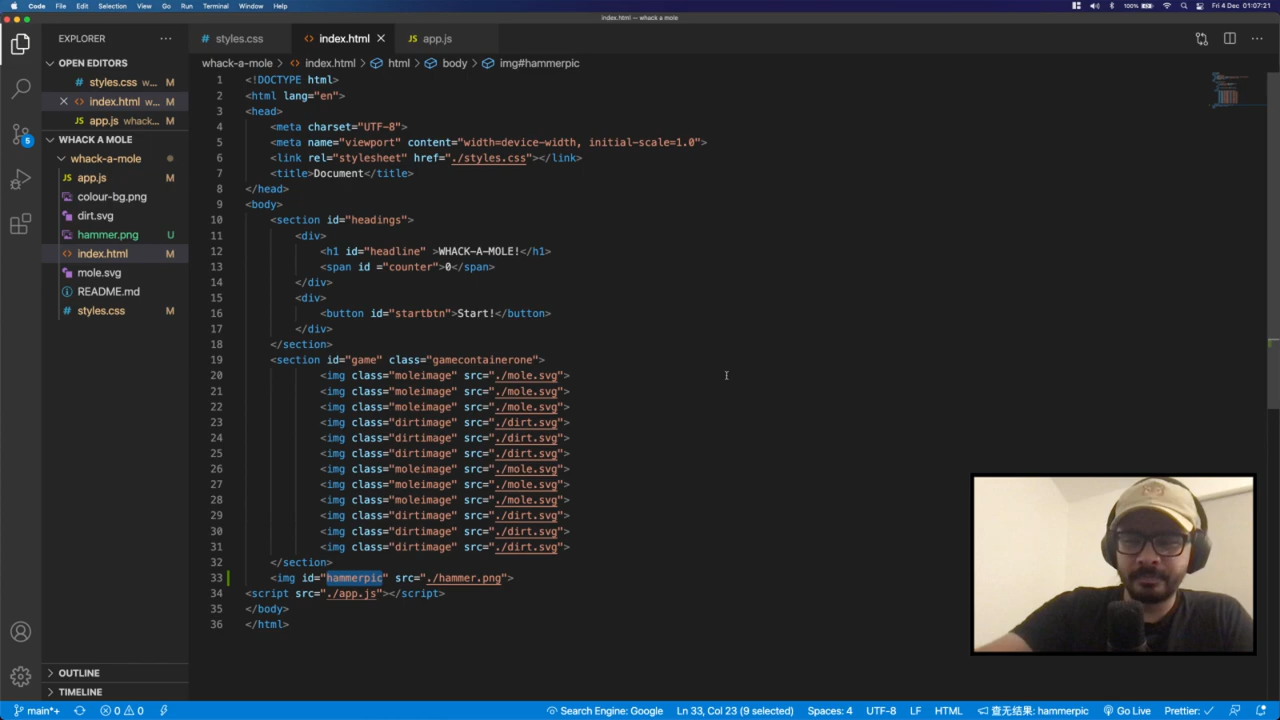 Code File Edit Selection View Go Run Terminal Window Help 100% Fri 4 Dec 01:07:21
index.html — whack a mole
EXPLORER
styles.css
index.html
app.js
OPEN EDITORS
whack-a-mole > index.html > html > body > img#hammerpic
# styles.css w... M
<> index.html w... M
JS app.js whack... M
WHACK A MOLE
whack-a-mole
JS app.js M
colour-bg.png
dirt.svg
hammer.png U
<> index.html M
mole.svg
README.md
# styles.css M
1 <!DOCTYPE html>
2 <html lang="en">
3 <head>
4 <meta charset="UTF-8">
5 <meta name="viewport" content="width=device-width, initial-scale=1.0">
6 <link rel="stylesheet" href="./styles.css"></link>
7 <title>Document</title>
8 </head>
9 <body>
10 <section id="headings">
11 <div>
12 <h1 id="headline" >WHACK-A-MOLE!</h1>
13 <span id ="counter">0</span>
14 </div>
15 <div>
16 <button id="startbtn">Start!</button>
17 </div>
18 </section>
19 <section id="game" class="gamecontainerone">
20 <img class="moleimage" src="./mole.svg">
21 <img class="moleimage" src="./mole.svg">
22 <img class="moleimage" src="./mole.svg">
23 <img class="dirtimage" src="./dirt.svg">
24 <img class="dirtimage" src="./dirt.svg">
25 <img class="dirtimage" src="./dirt.svg">
26 <img class="moleimage" src="./mole.svg">
27 <img class="moleimage" src="./mole.svg">
28 <img class="moleimage" src="./mole.svg">
29 <img class="dirtimage" src="./dirt.svg">
30 <img class="dirtimage" src="./dirt.svg">
31 <img class="dirtimage" src="./dirt.svg">
32 </section>
33 <img id="hammerpic" src="./hammer.png">
34 <script src="./app.js"></script>
35 </body>
36 </html>
5
OUTLINE
TIMELINE
main*+ 0 0 Search Engine: Google Ln 33, Col 23 (9 selected) Spaces: 4 UTF-8 LF HTML 查无结果: hammerpic Go Live Prettier: ✓